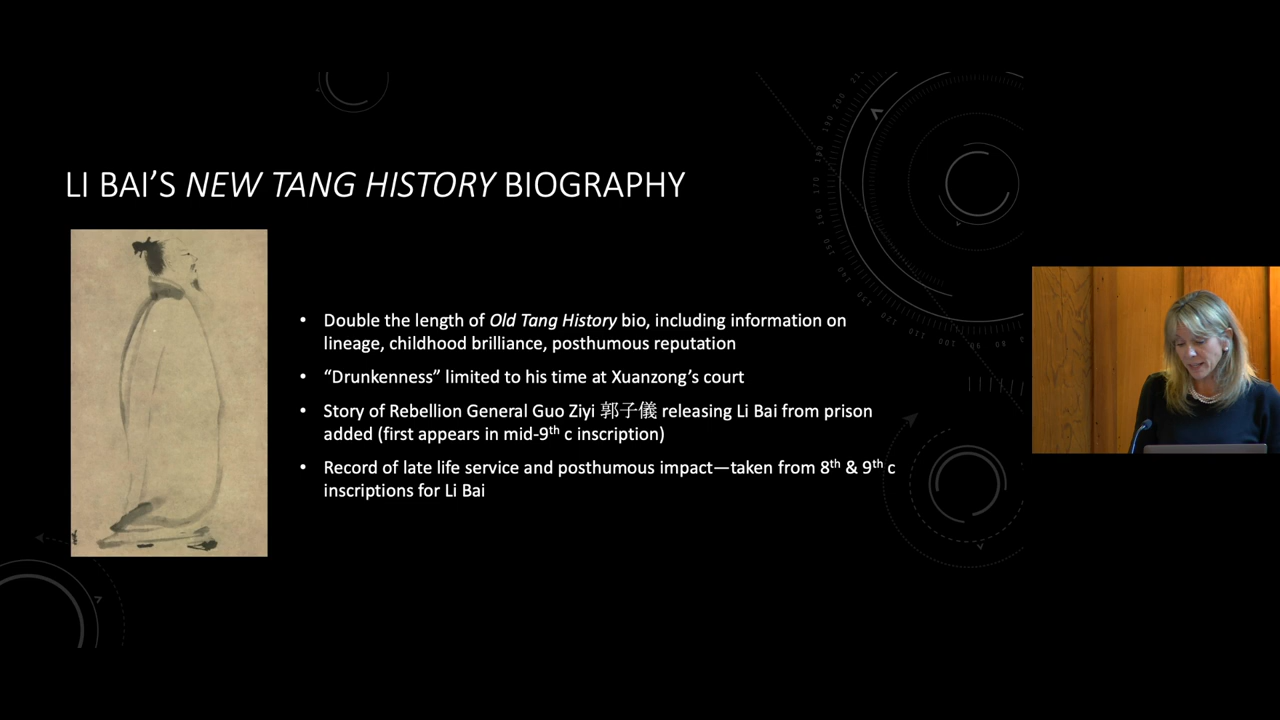 LI BAI’S NEW TANG HISTORY BIOGRAPHY
• Double the length of Old Tang History bio, including information on
lineage, childhood brilliance, posthumous reputation
• “Drunkenness” limited to his time at Xuanzong’s court
• Story of Rebellion General Guo Ziyi 郭子儀 releasing Li Bai from prison
added (first appears in mid-9th c inscription)
• Record of late life service and posthumous impact—taken from 8th & 9th c
inscriptions for Li Bai